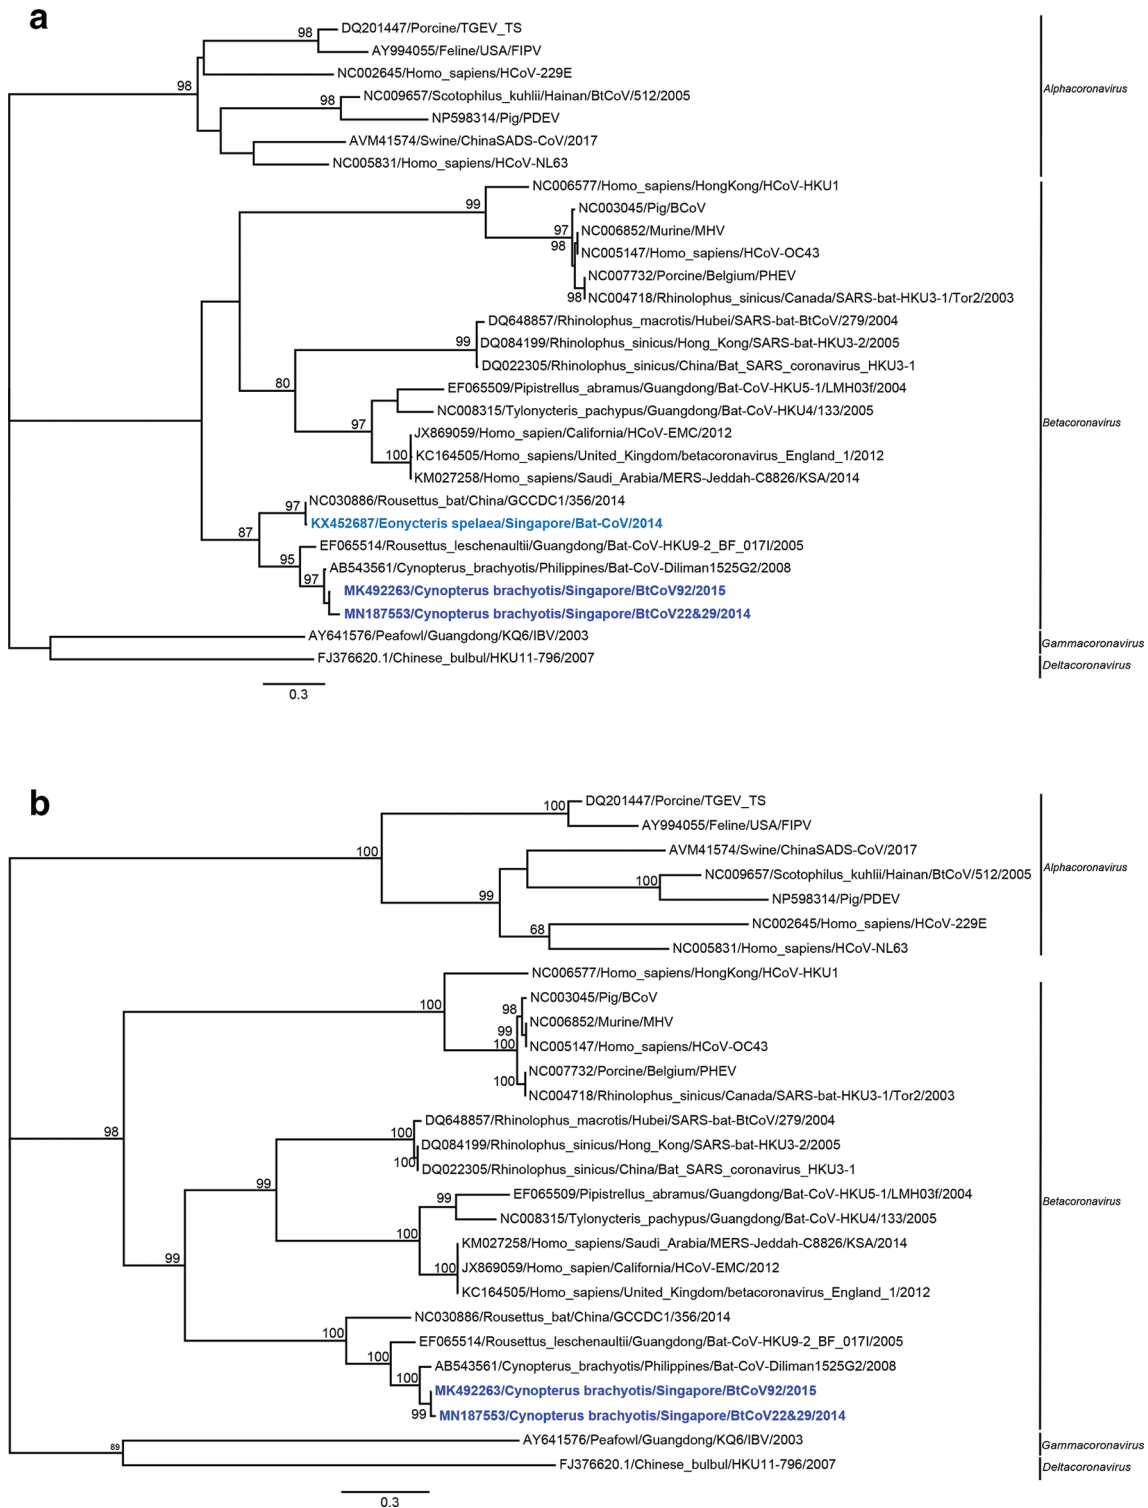 a
98
DQ201447/Porcine/TGEV_TS
AY994055/Feline/USA/FIPV
98
NC002645/Homo_sapiens/HCoV-229E
98
NC009657/Scotophilus_kuhlii/Hainan/BtCoV/512/2005
Alphacoronavirus
NP598314/Pig/PDEV
AVM41574/Swine/ChinaSADS-CoV/2017
NC005831/Homo_sapiens/HCoV-NL63
NC006577/Homo_sapiens/HongKong/HCoV-HKU1
99
NC003045/Pig/BCoV
97
NC006852/Murine/MHV
98
NC005147/Homo_sapiens/HCoV-OC43
NC007732/Porcine/Belgium/PHEV
98
NC004718/Rhinolophus_sinicus/Canada/SARS-bat-HKU3-1/Tor2/2003
DQ648857/Rhinolophus_macrotis/Hubei/SARS-bat-BtCoV/279/2004
99
DQ084199/Rhinolophus_sinicus/Hong_Kong/SARS-bat-HKU3-2/2005
DQ022305/Rhinolophus_sinicus/China/Bat_SARS_coronavirus_HKU3-1
80
EF065509/Pipistrellus_abramus/Guangdong/Bat-CoV-HKU5-1/LMH03f/2004
NC008315/Tylonycteris_pachypus/Guangdong/Bat-CoV-HKU4/133/2005
97
Betacoronavirus
JX869059/Homo_sapien/California/HCoV-EMC/2012
100
KC164505/Homo_sapiens/United_Kingdom/betacoronavirus_England_1/2012
KM027258/Homo_sapiens/Saudi_Arabia/MERS-Jeddah-C8826/KSA/2014
97
NC030886/Rousettus_bat/China/GCCDC1/356/2014
KX452687/Eonycteris spelaea/Singapore/Bat-CoV/2014
87
EF065514/Rousettus_leschenaultii/Guangdong/Bat-CoV-HKU9-2_BF_017I/2005
95
AB543561/Cynopterus_brachyotis/Philippines/Bat-CoV-Diliman1525G2/2008
97
MK492263/Cynopterus brachyotis/Singapore/BtCoV92/2015
MN187553/Cynopterus brachyotis/Singapore/BtCoV22&29/2014
AY641576/Peafowl/Guangdong/KQ6/IBV/2003
Gammacoronavirus
FJ376620.1/Chinese_bulbul/HKU11-796/2007
Deltacoronavirus
0.3
b
100
DQ201447/Porcine/TGEV_TS
AY994055/Feline/USA/FIPV
100
AVM41574/Swine/ChinaSADS-CoV/2017
Alphacoronavirus
100
NC009657/Scotophilus_kuhlii/Hainan/BtCoV/512/2005
99
NP598314/Pig/PDEV
68
NC002645/Homo_sapiens/HCoV-229E
NC005831/Homo_sapiens/HCoV-NL63
NC006577/Homo_sapiens/HongKong/HCoV-HKU1
100
NC003045/Pig/BCoV
98
NC006852/Murine/MHV
99
100
NC005147/Homo_sapiens/HCoV-OC43
NC007732/Porcine/Belgium/PHEV
100
NC004718/Rhinolophus_sinicus/Canada/SARS-bat-HKU3-1/Tor2/2003
98
DQ648857/Rhinolophus_macrotis/Hubei/SARS-bat-BtCoV/279/2004
100
DQ084199/Rhinolophus_sinicus/Hong_Kong/SARS-bat-HKU3-2/2005
100
DQ022305/Rhinolophus_sinicus/China/Bat_SARS_coronavirus_HKU3-1
99
EF065509/Pipistrellus_abramus/Guangdong/Bat-CoV-HKU5-1/LMH03f/2004
99
Betacoronavirus
NC008315/Tylonycteris_pachypus/Guangdong/Bat-CoV-HKU4/133/2005
100
KM027258/Homo_sapiens/Saudi_Arabia/MERS-Jeddah-C8826/KSA/2014
99
100
JX869059/Homo_sapien/California/HCoV-EMC/2012
KC164505/Homo_sapiens/United_Kingdom/betacoronavirus_England_1/2012
NC030886/Rousettus_bat/China/GCCDC1/356/2014
100
EF065514/Rousettus_leschenaultii/Guangdong/Bat-CoV-HKU9-2_BF_017I/2005
100
AB543561/Cynopterus_brachyotis/Philippines/Bat-CoV-Diliman1525G2/2008
100
MK492263/Cynopterus brachyotis/Singapore/BtCoV92/2015
99
MN187553/Cynopterus brachyotis/Singapore/BtCoV22&29/2014
89
AY641576/Peafowl/Guangdong/KQ6/IBV/2003
Gammacoronavirus
FJ376620.1/Chinese_bulbul/HKU11-796/2007
Deltacoronavirus
0.3